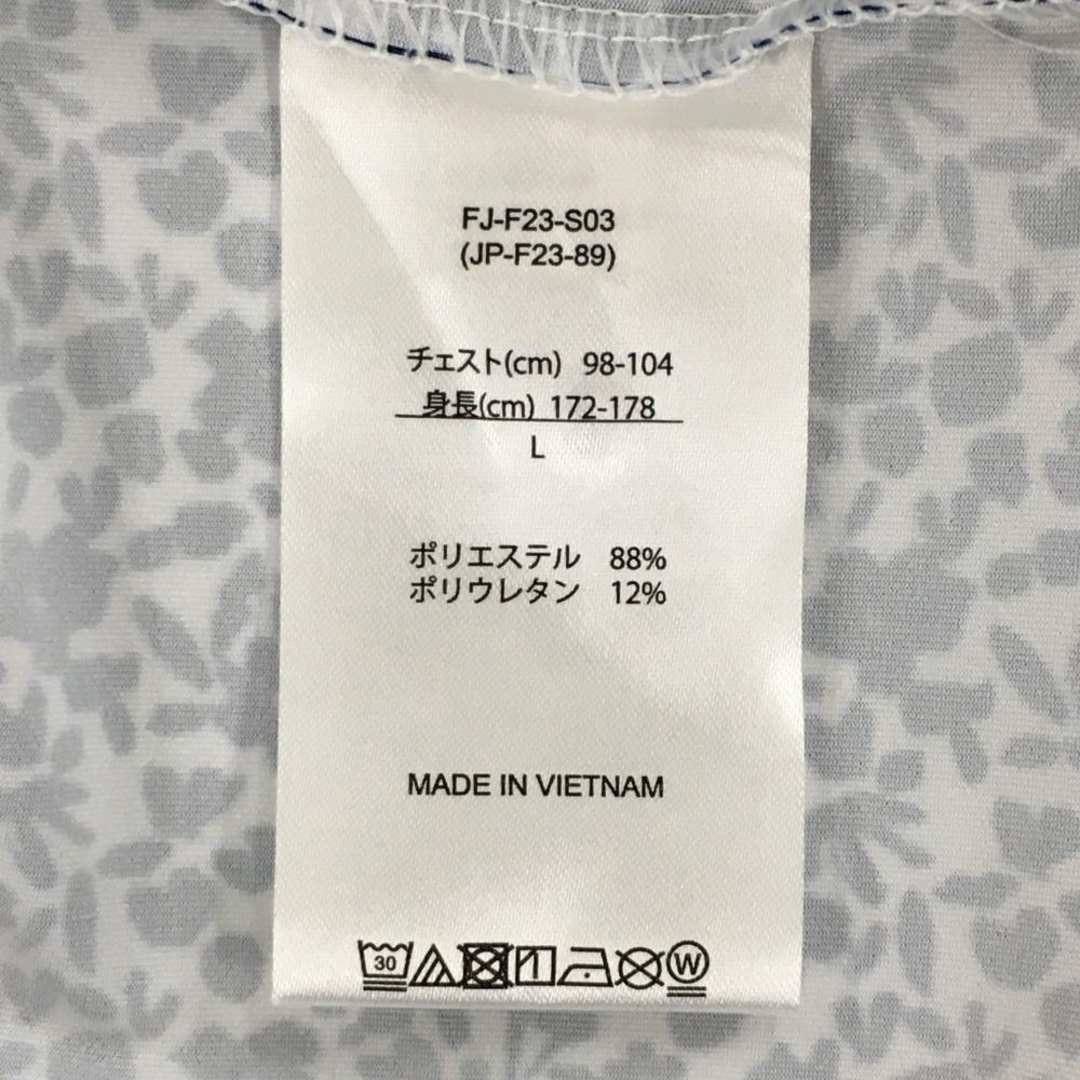 FJ-F23-S03
(JP-F23-89)
チェスト(cm) 98-104
身長(cm) 172-178
L
ポリエステル 88%
ポリウレタン 12%
MADE IN VIETNAM
30 W